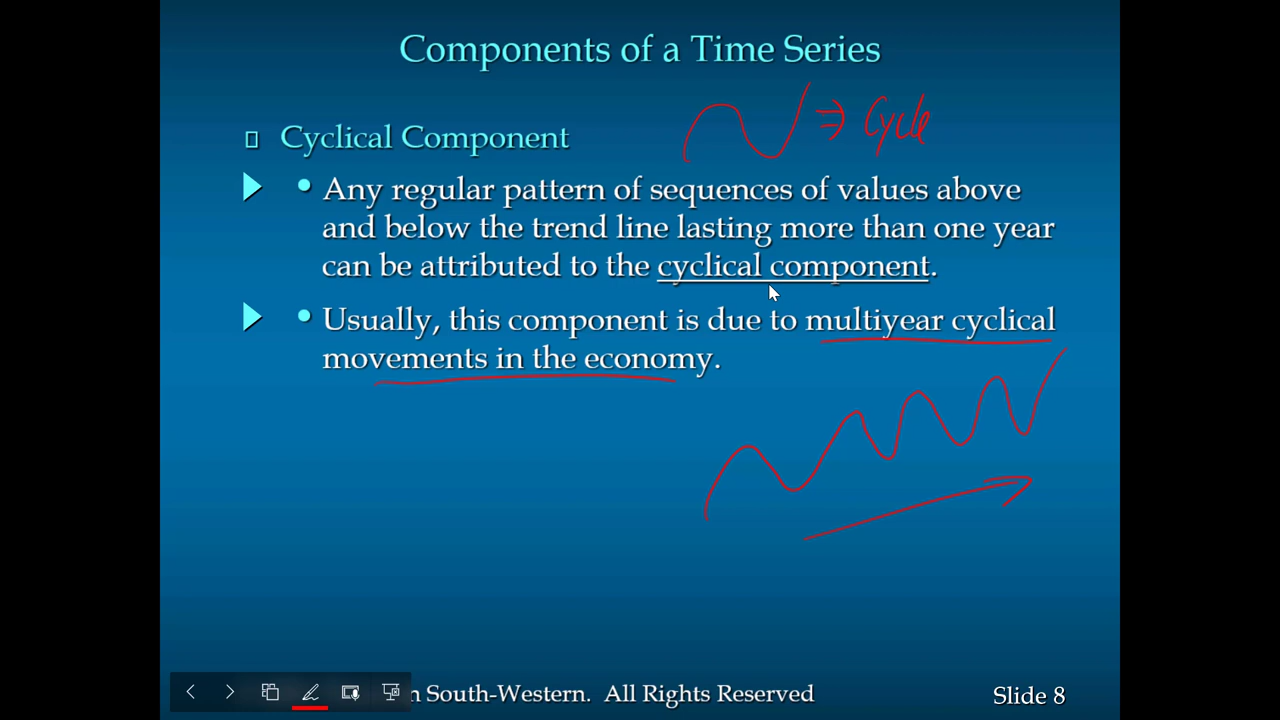 Components of a Time Series
⇒ Cycle
Cyclical Component
• Any regular pattern of sequences of values above
and below the trend line lasting more than one year
can be attributed to the cyclical component.
• Usually, this component is due to multiyear cyclical
movements in the economy.
South-Western. All Rights Reserved
Slide 8